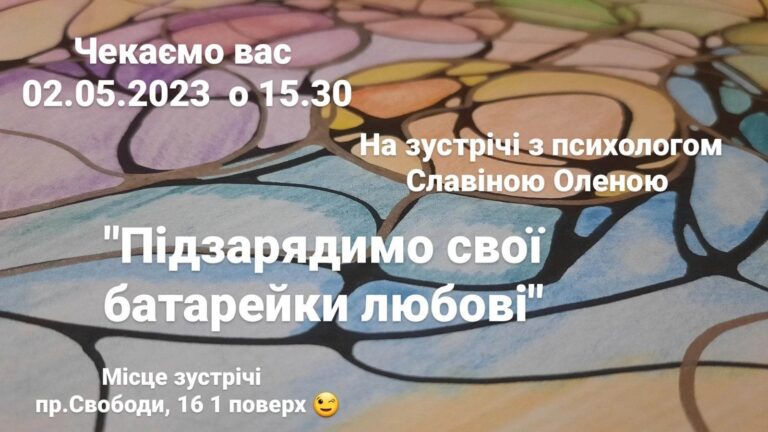 Чекаємо вас
02.05.2023 о 15.30
На зустрічі з психологом
Славіною Оленою
"Підзарядимо свої
батарейки любові"
Місце зустрічі
пр.Свободи, 16 1 поверх 😉